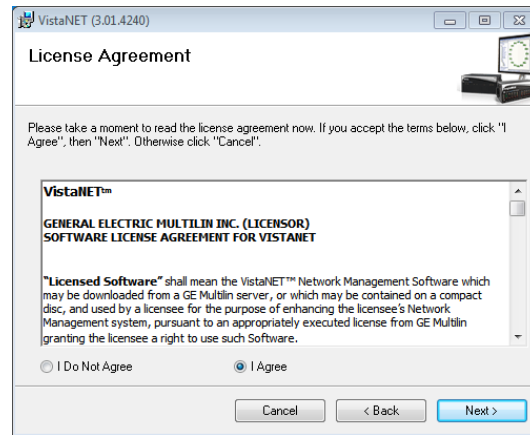 VistaNET (3.01.4240)
License Agreement
Please take a moment to read the license agreement now. If you accept the terms below, click "I
Agree", then "Next". Otherwise click "Cancel".
VistaNET™
GENERAL ELECTRIC MULTILIN INC. (LICENSOR)
SOFTWARE LICENSE AGREEMENT FOR VISTANET
"Licensed Software" shall mean the VistaNET™ Network Management Software which
may be downloaded from a GE Multilin server, or which may be contained on a compact
disc, and used by a licensee for the purpose of enhancing the licensee's Network
Management system, pursuant to an appropriately executed license from GE Multilin
granting the licensee a right to use such Software.
I Do Not Agree
I Agree
Cancel
< Back
Next >